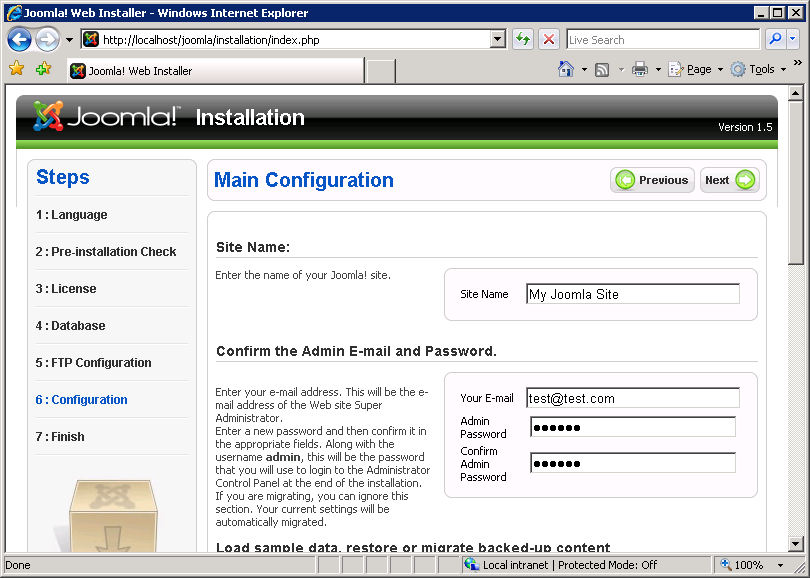 Joomla! Web Installer - Windows Internet Explorer
http://localhost/joomla/installation/index.php
Live Search
Joomla! Web Installer
Page
Tools
»
Joomla!™ Installation
Version 1.5
Steps
1 : Language
2 : Pre-installation Check
3 : License
4 : Database
5 : FTP Configuration
6 : Configuration
7 : Finish
Main Configuration
Previous
Next
Site Name:
Enter the name of your Joomla! site.
Site Name
My Joomla Site
Confirm the Admin E-mail and Password.
Enter your e-mail address. This will be the e-
mail address of the Web site Super
Administrator.
Enter a new password and then confirm it in
the appropriate fields. Along with the
username admin, this will be the password
that you will use to login to the Administrator
Control Panel at the end of the installation.
If you are migrating, you can ignore this
section. Your current settings will be
automatically migrated.
Your E-mail
test@test.com
Admin
Password
●●●●●●
Confirm
Admin
Password
●●●●●●
Load sample data, restore or migrate backed-up content
Done
Local intranet | Protected Mode: Off
100%